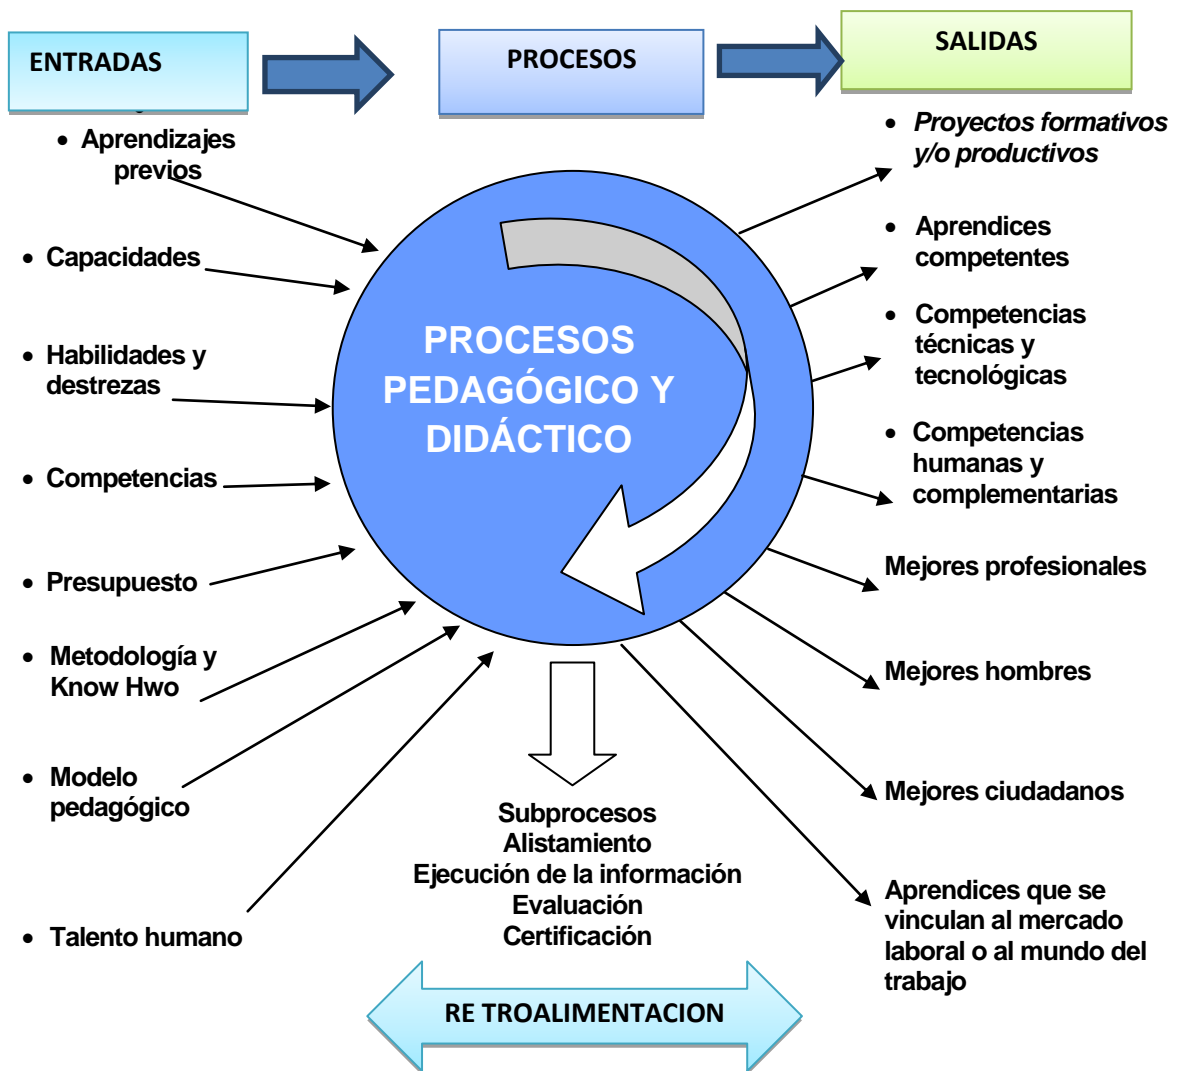 ENTRADAS
PROCESOS
SALIDAS
• Aprendizajes
previos
• Capacidades
• Habilidades y
destrezas
• Competencias
• Presupuesto
• Metodología y
Know Hwo
• Modelo
pedagógico
• Talento humano
PROCESOS
PEDAGÓGICO Y
DIDÁCTICO
Subprocesos
Alistamiento
Ejecución de la información
Evaluación
Certificación
• Proyectos formativos
y/o productivos
• Aprendices
competentes
• Competencias
técnicas y
tecnológicas
• Competencias
humanas y
complementarias
Mejores profesionales
Mejores hombres
Mejores ciudadanos
Aprendices que se
vinculan al mercado
laboral o al mundo del
trabajo
RE TROALIMENTACION